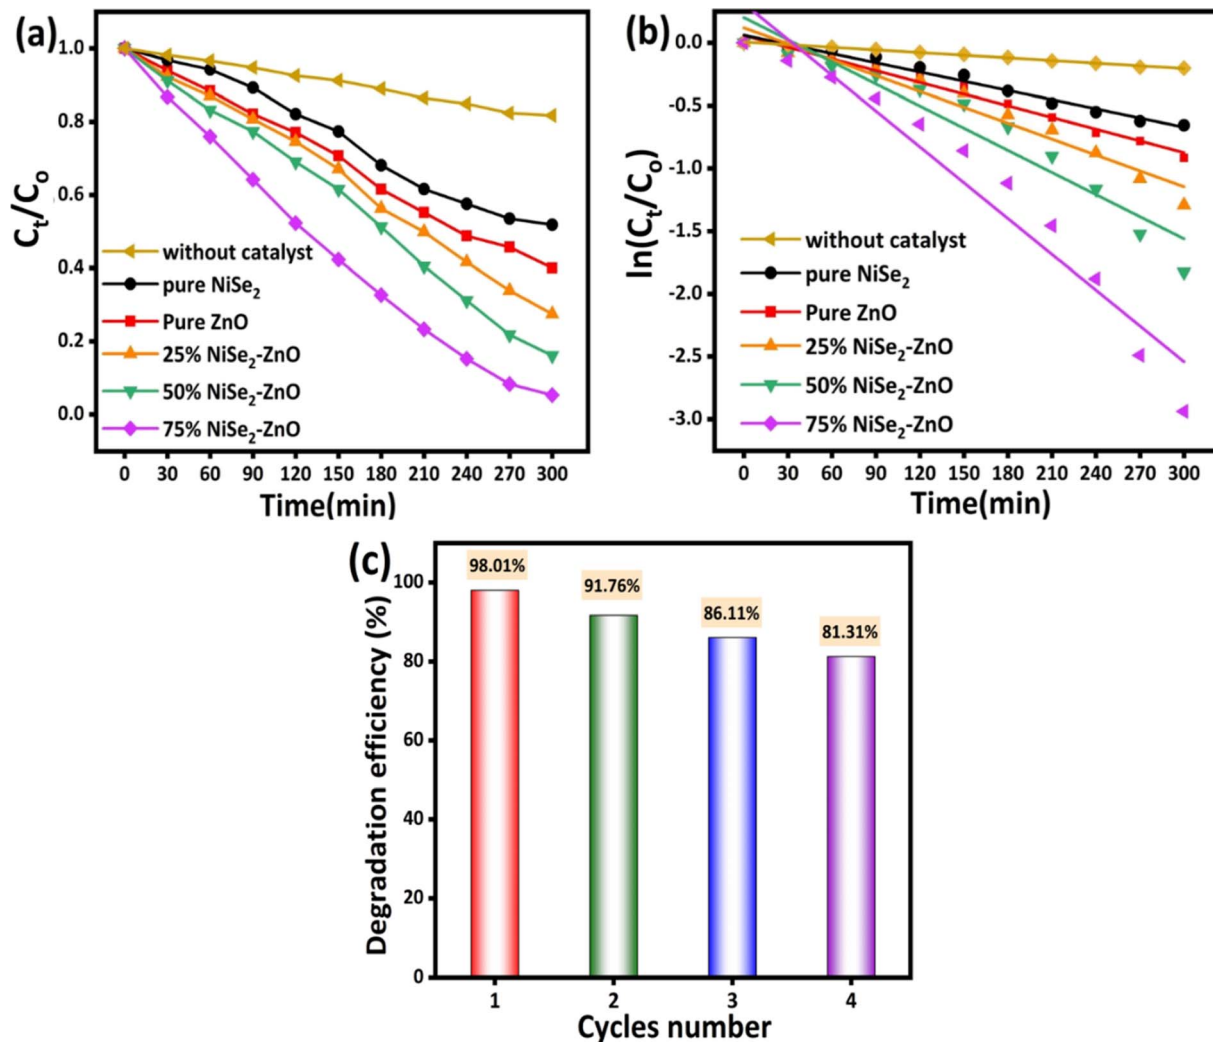 (a)
1.0
0.8
0.6
0.4
0.2
0.0
Ct/Co
without catalyst
pure NiSe2
Pure ZnO
25% NiSe2-ZnO
50% NiSe2-ZnO
75% NiSe2-ZnO
0 30 60 90 120 150 180 210 240 270 300
Time(min)
(b)
0.0
-0.5
-1.0
-1.5
-2.0
-2.5
-3.0
ln(Ct/Co)
without catalyst
pure NiSe2
Pure ZnO
25% NiSe2-ZnO
50% NiSe2-ZnO
75% NiSe2-ZnO
0 30 60 90 120 150 180 210 240 270 300
Time(min)
(c)
98.01%
91.76%
86.11%
81.31%
100
80
60
40
20
0
Degradation efficiency (%)
1 2 3 4
Cycles number